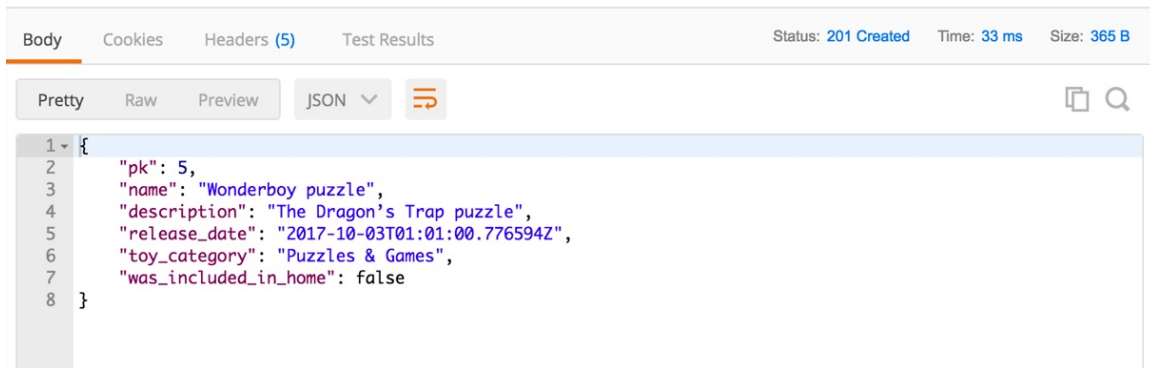 Body Cookies Headers (5) Test Results Status: 201 Created Time: 33 ms Size: 365 B
Pretty Raw Preview JSON
1 {
2 "pk": 5,
3 "name": "Wonderboy puzzle",
4 "description": "The Dragon’s Trap puzzle",
5 "release_date": "2017-10-03T01:01:00.776594Z",
6 "toy_category": "Puzzles & Games",
7 "was_included_in_home": false
8 }